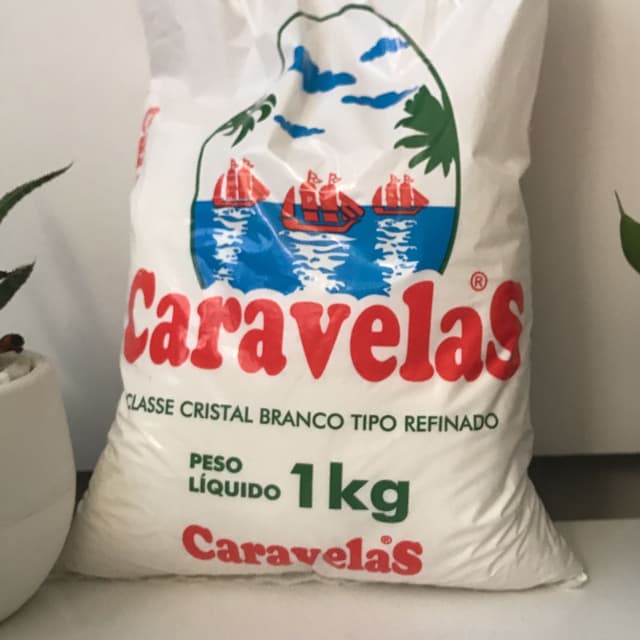 Caravelas®
CLASSE CRISTAL BRANCO TIPO REFINADO
PESO
LÍQUIDO 1kg
Caravelas®